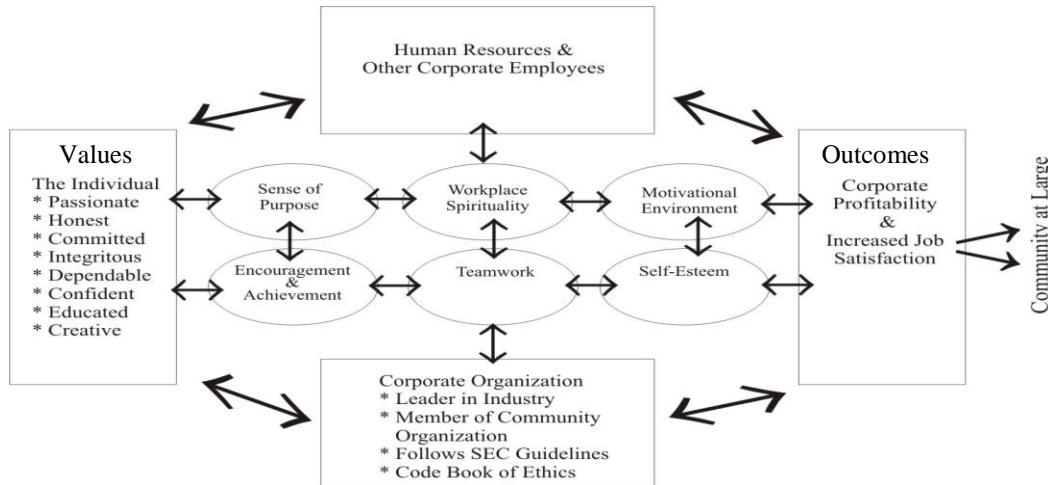 Human Resources &
Other Corporate Employees
Values
The Individual
* Passionate
* Honest
* Committed
* Integritous
* Dependable
* Confident
* Educated
* Creative
Sense of
Purpose
Workplace
Spirituality
Motivational
Environment
Encouragement
&
Achievement
Teamwork
Self-Esteem
Outcomes
Corporate
Profitability
&
Increased Job
Satisfaction
Community at Large
Corporate Organization
* Leader in Industry
* Member of Community
Organization
* Follows SEC Guidelines
* Code Book of Ethics